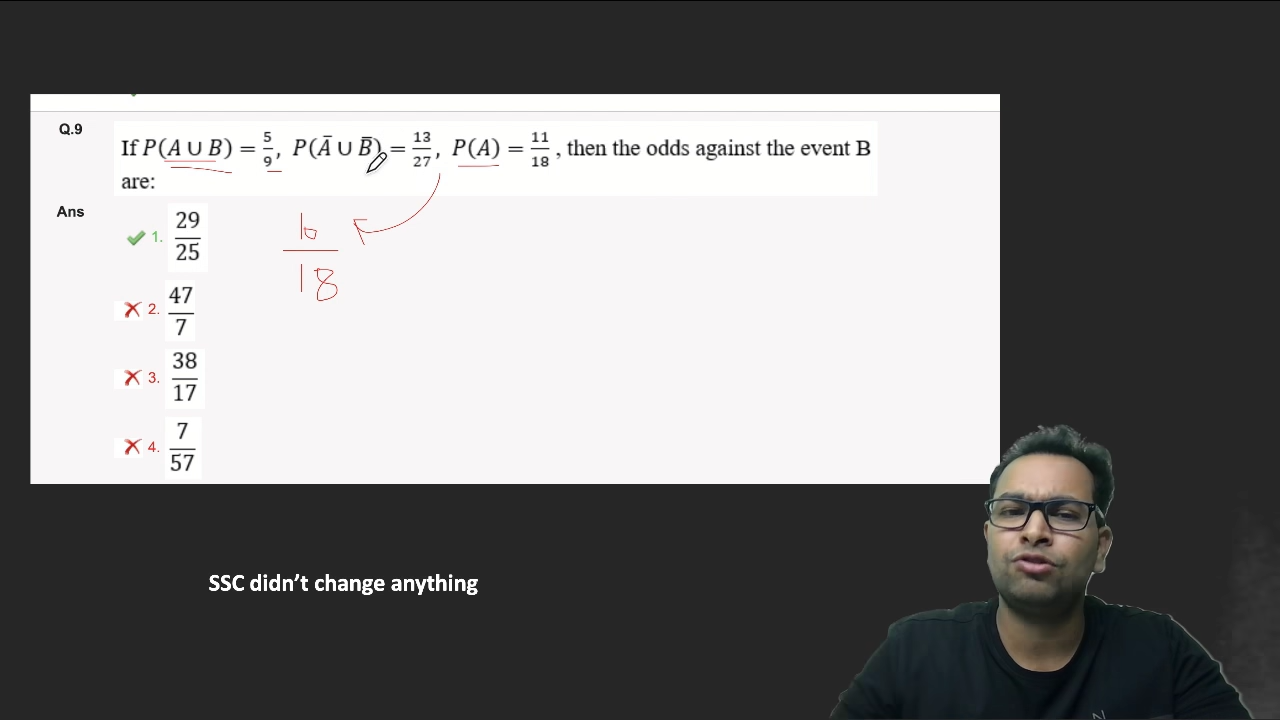 Q.9
If P(A ∪ B) = 5/9, P(Ā ∪ B̄) = 13/27, P(A) = 11/18, then the odds against the event B
are:
Ans
1. 29/25
10/18
2. 47/7
3. 38/17
4. 7/57
SSC didn't change anything